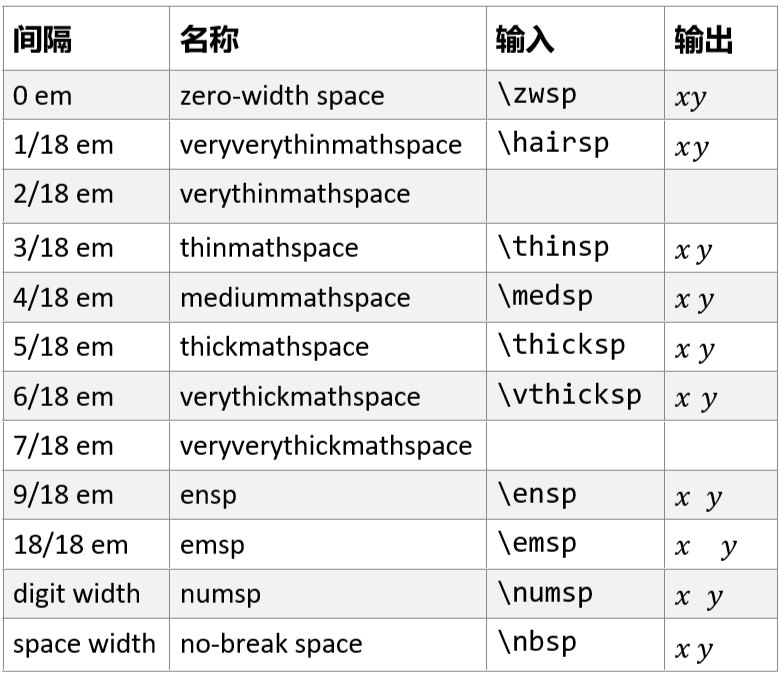 间隔 名称 输入 输出
0 em zero-width space \zwsp xy
1/18 em veryverythinmathspace \hairsp xy
2/18 em verythinmathspace
3/18 em thinmathspace \thinsp x y
4/18 em mediummathspace \medsp x y
5/18 em thickmathspace \thicksp x y
6/18 em verythickmathspace \vthicksp x y
7/18 em veryverythickmathspace
9/18 em ensp \ensp x y
18/18 em emsp \emsp x y
digit width numsp \numsp x y
space width no-break space \nbsp x y